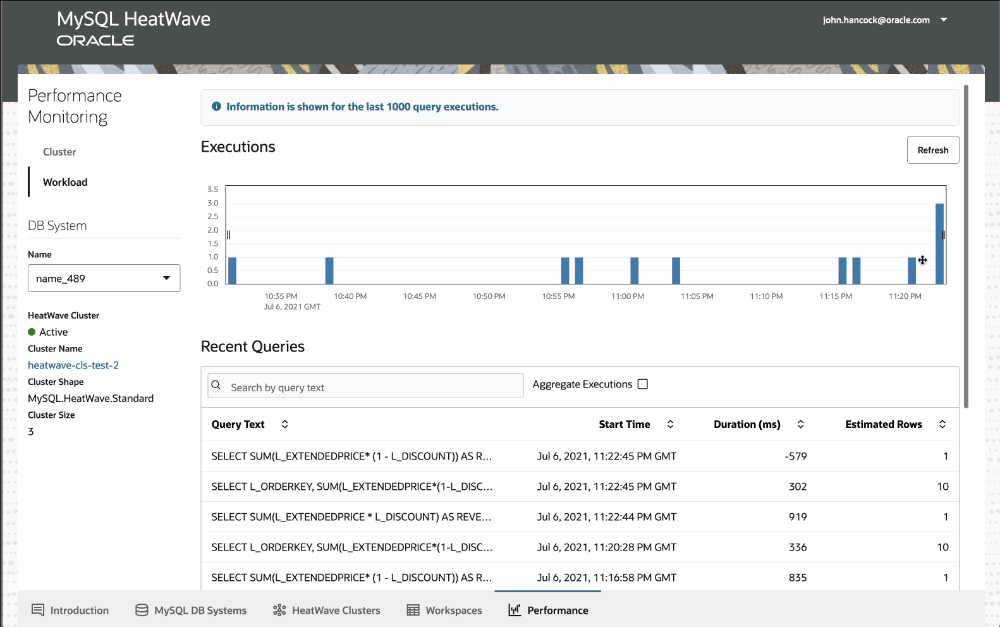 MySQL HeatWave
ORACLE
john.hancock@oracle.com
Performance
Monitoring
Cluster
Workload
DB System
Name
name_489
HeatWave Cluster
Active
Cluster Name
heatwave-cls-test-2
Cluster Shape
MySQL.HeatWave.Standard
Cluster Size
3
Information is shown for the last 1000 query executions.
Executions
Refresh
3.5
3.0
2.5
2.0
1.5
1.0
0.5
0.0
10:35 PM 10:40 PM 10:45 PM 10:50 PM 10:55 PM 11:00 PM 11:05 PM 11:10 PM 11:15 PM 11:20 PM
Jul 6, 2021 GMT
Recent Queries
Search by query text
Aggregate Executions
Query Text Start Time Duration (ms) Estimated Rows
SELECT SUM(L_EXTENDEDPRICE* (1 - L_DISCOUNT)) AS R... Jul 6, 2021, 11:22:45 PM GMT -579 1
SELECT L_ORDERKEY, SUM(L_EXTENDEDPRICE*(1-L_DISC... Jul 6, 2021, 11:22:45 PM GMT 302 10
SELECT SUM(L_EXTENDEDPRICE * L_DISCOUNT) AS REVE... Jul 6, 2021, 11:22:44 PM GMT 919 1
SELECT L_ORDERKEY, SUM(L_EXTENDEDPRICE*(1-L_DISC... Jul 6, 2021, 11:20:28 PM GMT 336 10
SELECT SUM(L_EXTENDEDPRICE* (1 - L_DISCOUNT)) AS R... Jul 6, 2021, 11:16:58 PM GMT 835 1
Introduction MySQL DB Systems HeatWave Clusters Workspaces Performance